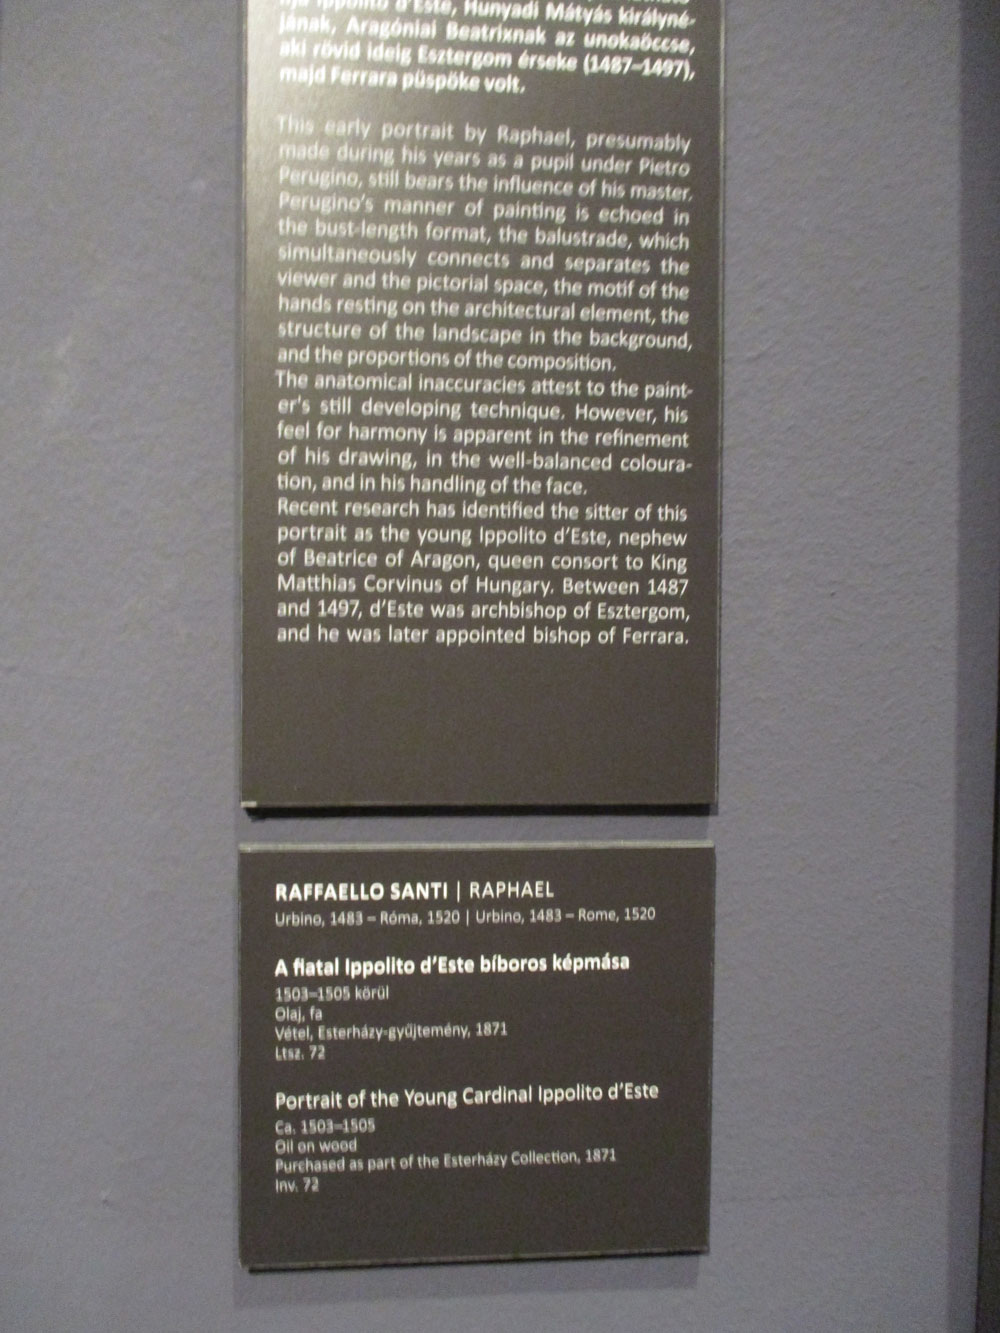 Ippolito d'Este, Hunyadi Mátyás királyné-
jának, Aragóniai Beatrixnak az unokaöccse,
aki rövid ideig Esztergom érseke (1487–1497),
majd Ferrara püspöke volt.
This early portrait by Raphael, presumably
made during his years as a pupil under Pietro
Perugino, still bears the influence of his master.
Perugino's manner of painting is echoed in
the bust-length format, the balustrade, which
simultaneously connects and separates the
viewer and the pictorial space, the motif of the
hands resting on the architectural element, the
structure of the landscape in the background,
and the proportions of the composition.
The anatomical inaccuracies attest to the paint-
er's still developing technique. However, his
feel for harmony is apparent in the refinement
of his drawing, in the well-balanced coloura-
tion, and in his handling of the face.
Recent research has identified the sitter of this
portrait as the young Ippolito d'Este, nephew
of Beatrice of Aragon, queen consort to King
Matthias Corvinus of Hungary. Between 1487
and 1497, d'Este was archbishop of Esztergom,
and he was later appointed bishop of Ferrara.
RAFFAELLO SANTI | RAPHAEL
Urbino, 1483 – Róma, 1520 | Urbino, 1483 – Rome, 1520
A fiatal Ippolito d'Este bíboros képmása
1503–1505 körül
Olaj, fa
Vétel, Esterházy-gyűjtemény, 1871
Ltsz. 72
Portrait of the Young Cardinal Ippolito d'Este
Ca. 1503–1505
Oil on wood
Purchased as part of the Esterházy Collection, 1871
Inv. 72